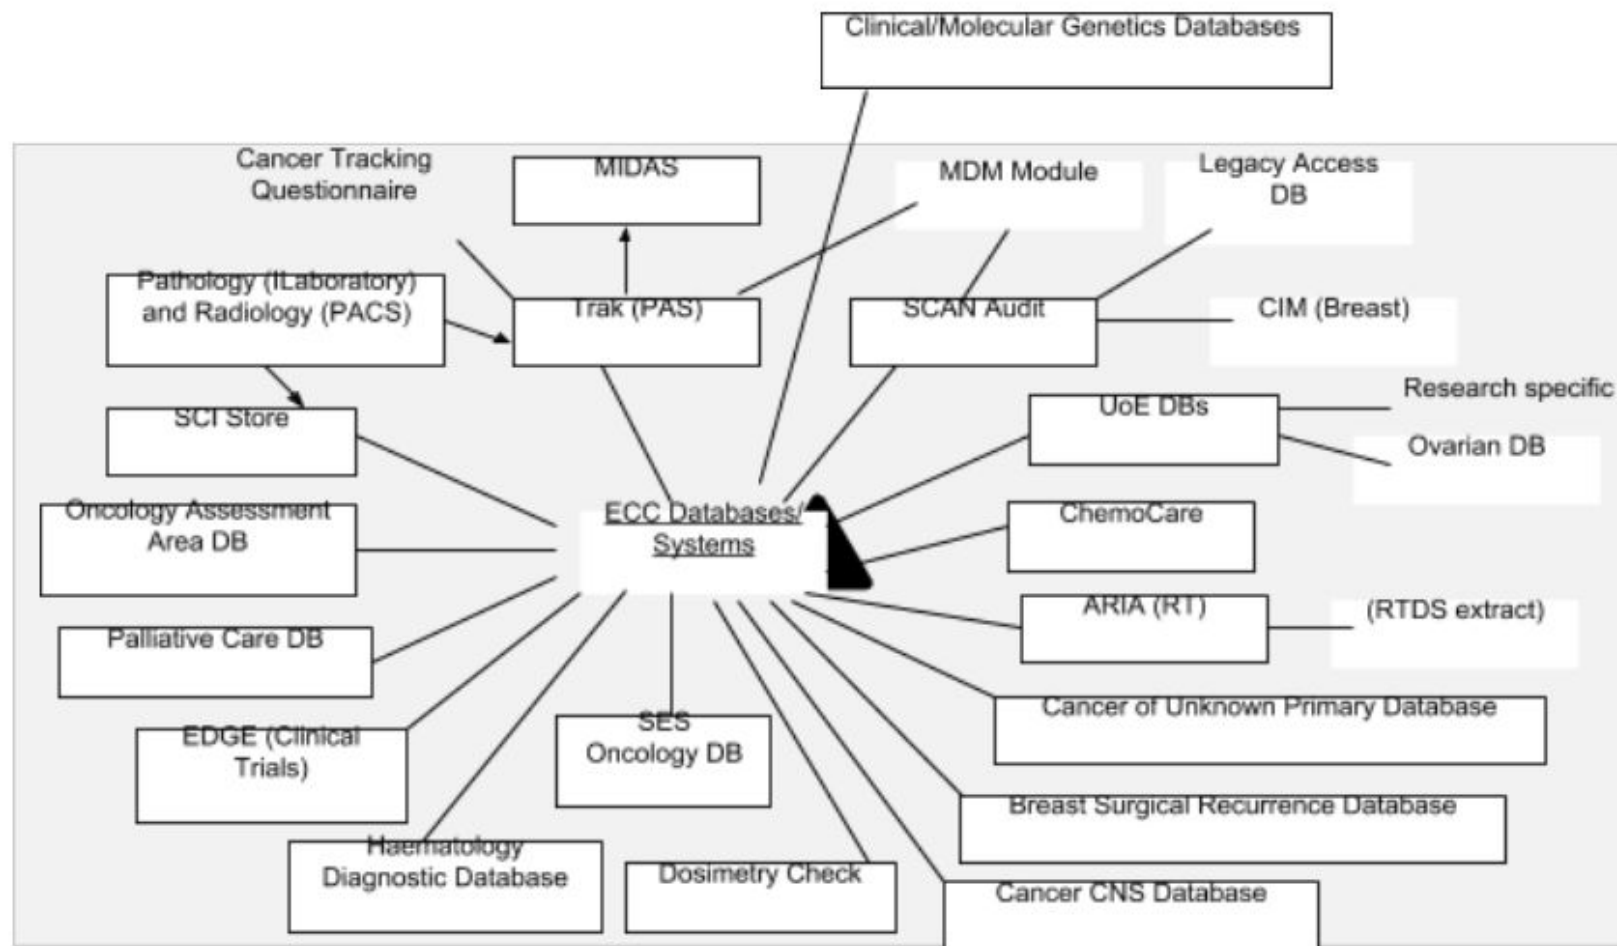 Clinical/Molecular Genetics Databases
Cancer Tracking
Questionnaire
MIDAS
MDM Module
Legacy Access
DB
Pathology (ILaboratory)
and Radiology (PACS)
Trak (PAS)
SCAN Audit
CIM (Breast)
SCI Store
UoE DBs
Research specific
Ovarian DB
Oncology Assessment
Area DB
ECC Databases/
Systems
ChemoCare
Palliative Care DB
ARIA (RT)
(RTDS extract)
EDGE (Clinical
Trials)
SES
Oncology DB
Cancer of Unknown Primary Database
Breast Surgical Recurrence Database
Haematology
Diagnostic Database
Dosimetry Check
Cancer CNS Database